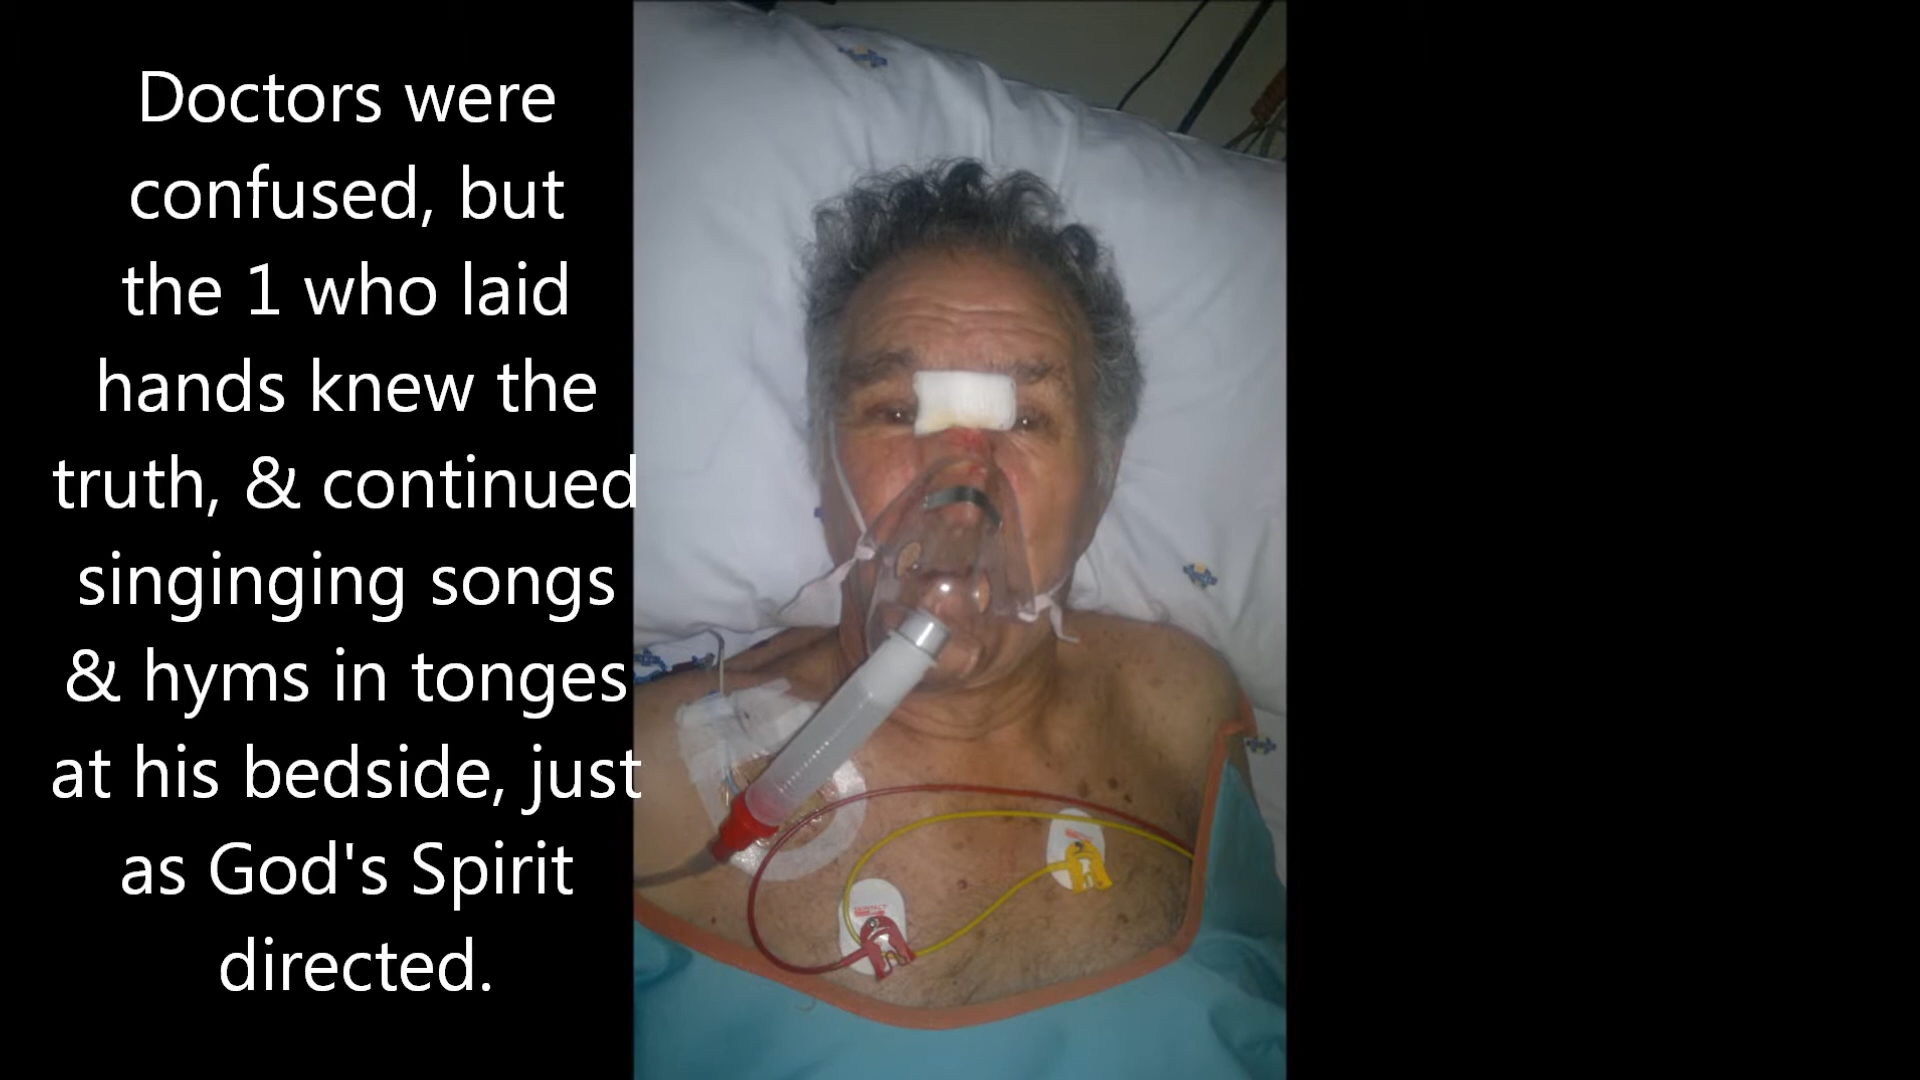 Doctors were
confused, but
the 1 who laid
hands knew the
truth, & continued
singinging songs
& hyms in tonges
at his bedside, just
as God's Spirit
directed.